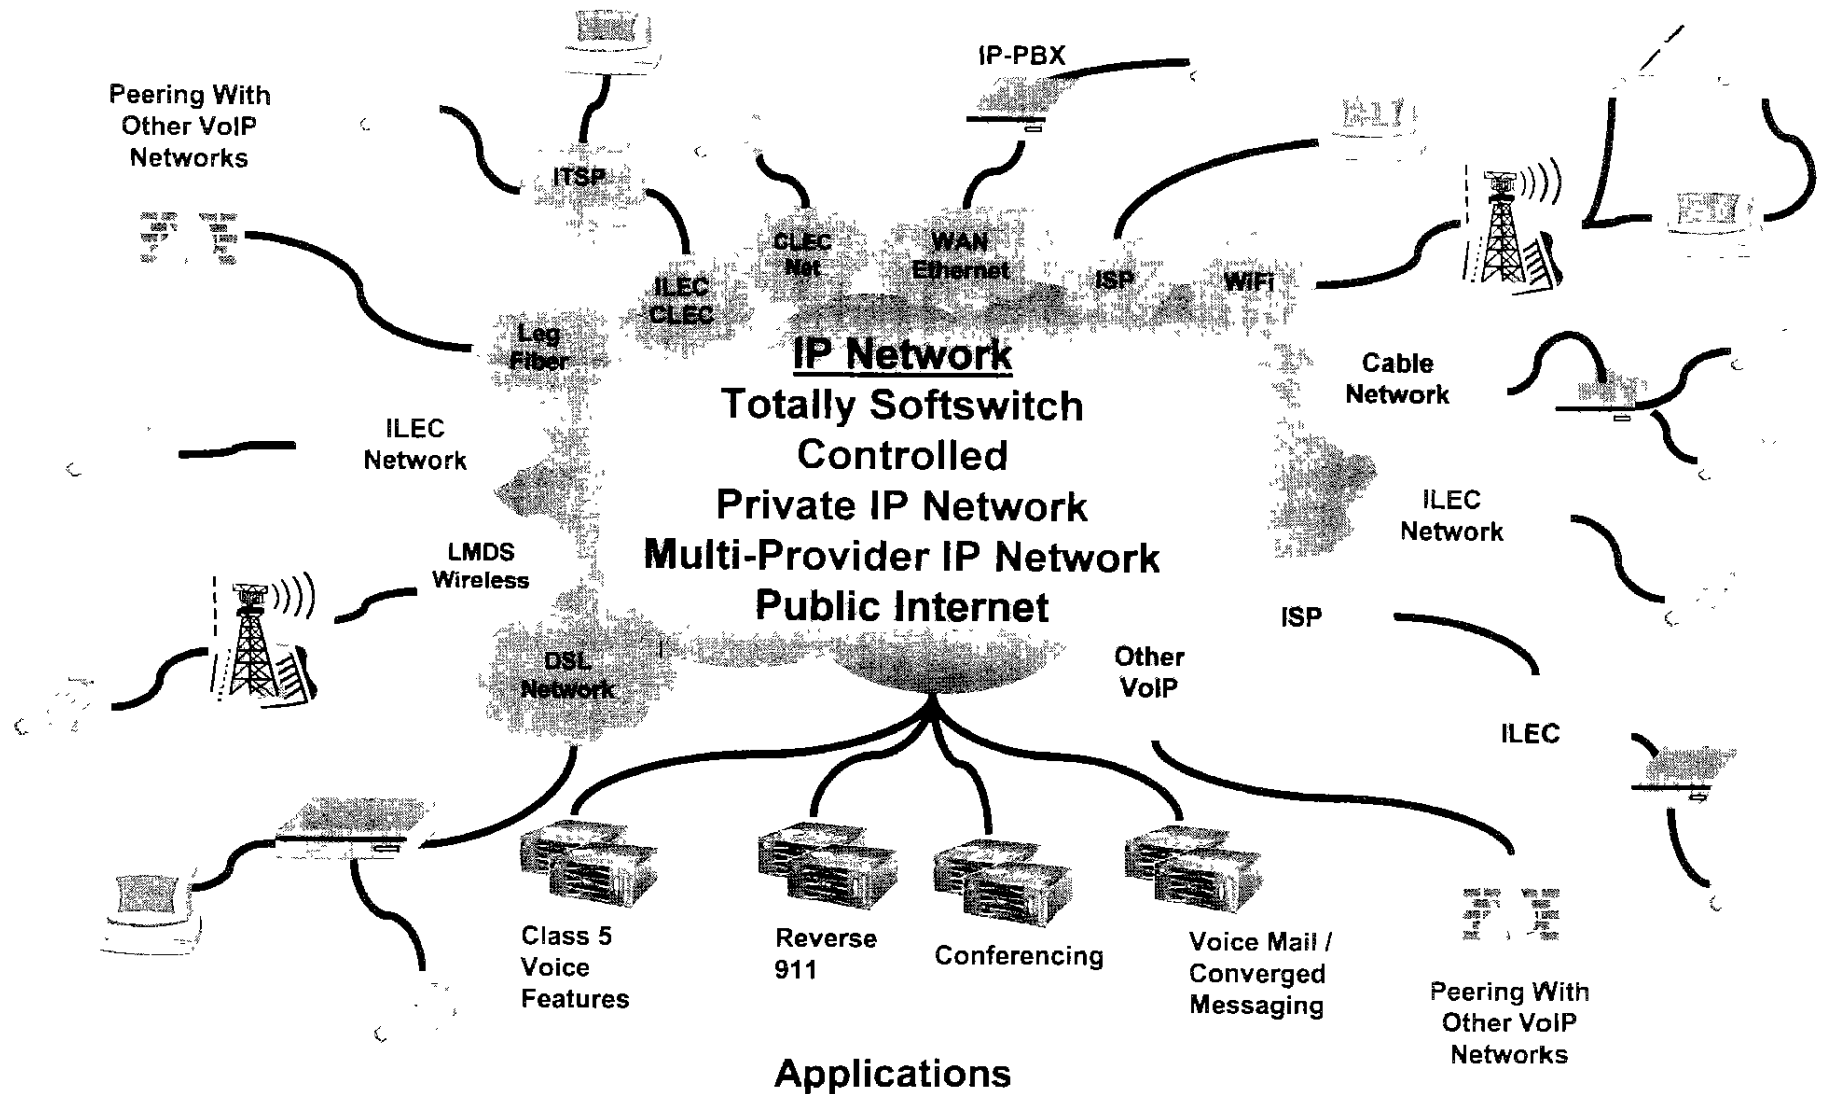 IP-PBX
Peering With
Other VoIP
Networks
ITSP
CLEC
Net
WAN
Ethernet
ISP
WiFi
ILEC
CLEC
Leg
Fiber
IP Network
Totally Softswitch
Controlled
Private IP Network
Multi-Provider IP Network
Public Internet
Cable
Network
ILEC
Network
ILEC
Network
LMDS
Wireless
ISP
DSL
Network
Other
VoIP
ILEC
Class 5
Voice
Features
Reverse
911
Conferencing
Voice Mail /
Converged
Messaging
Peering With
Other VoIP
Networks
Applications